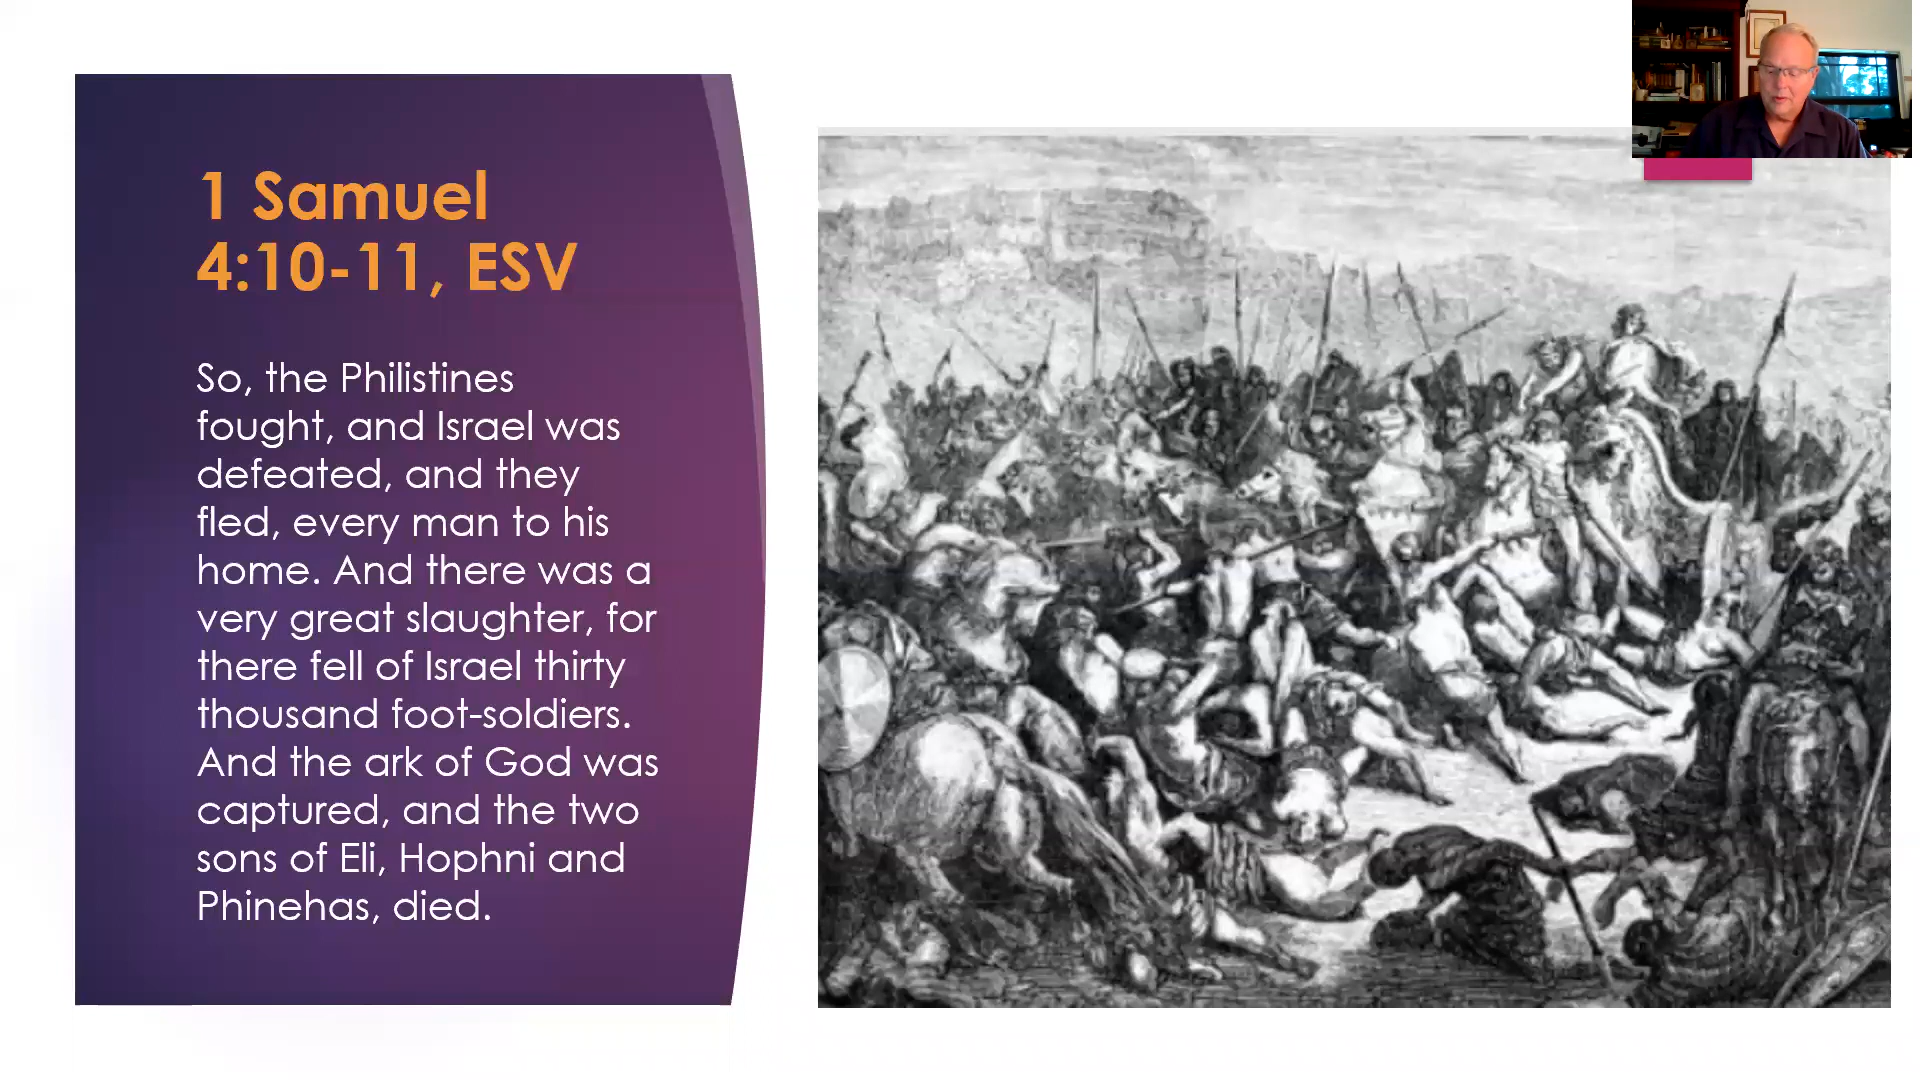 1 Samuel
4:10-11, ESV
So, the Philistines
fought, and Israel was
defeated, and they
fled, every man to his
home. And there was a
very great slaughter, for
there fell of Israel thirty
thousand foot-soldiers.
And the ark of God was
captured, and the two
sons of Eli, Hophni and
Phinehas, died.